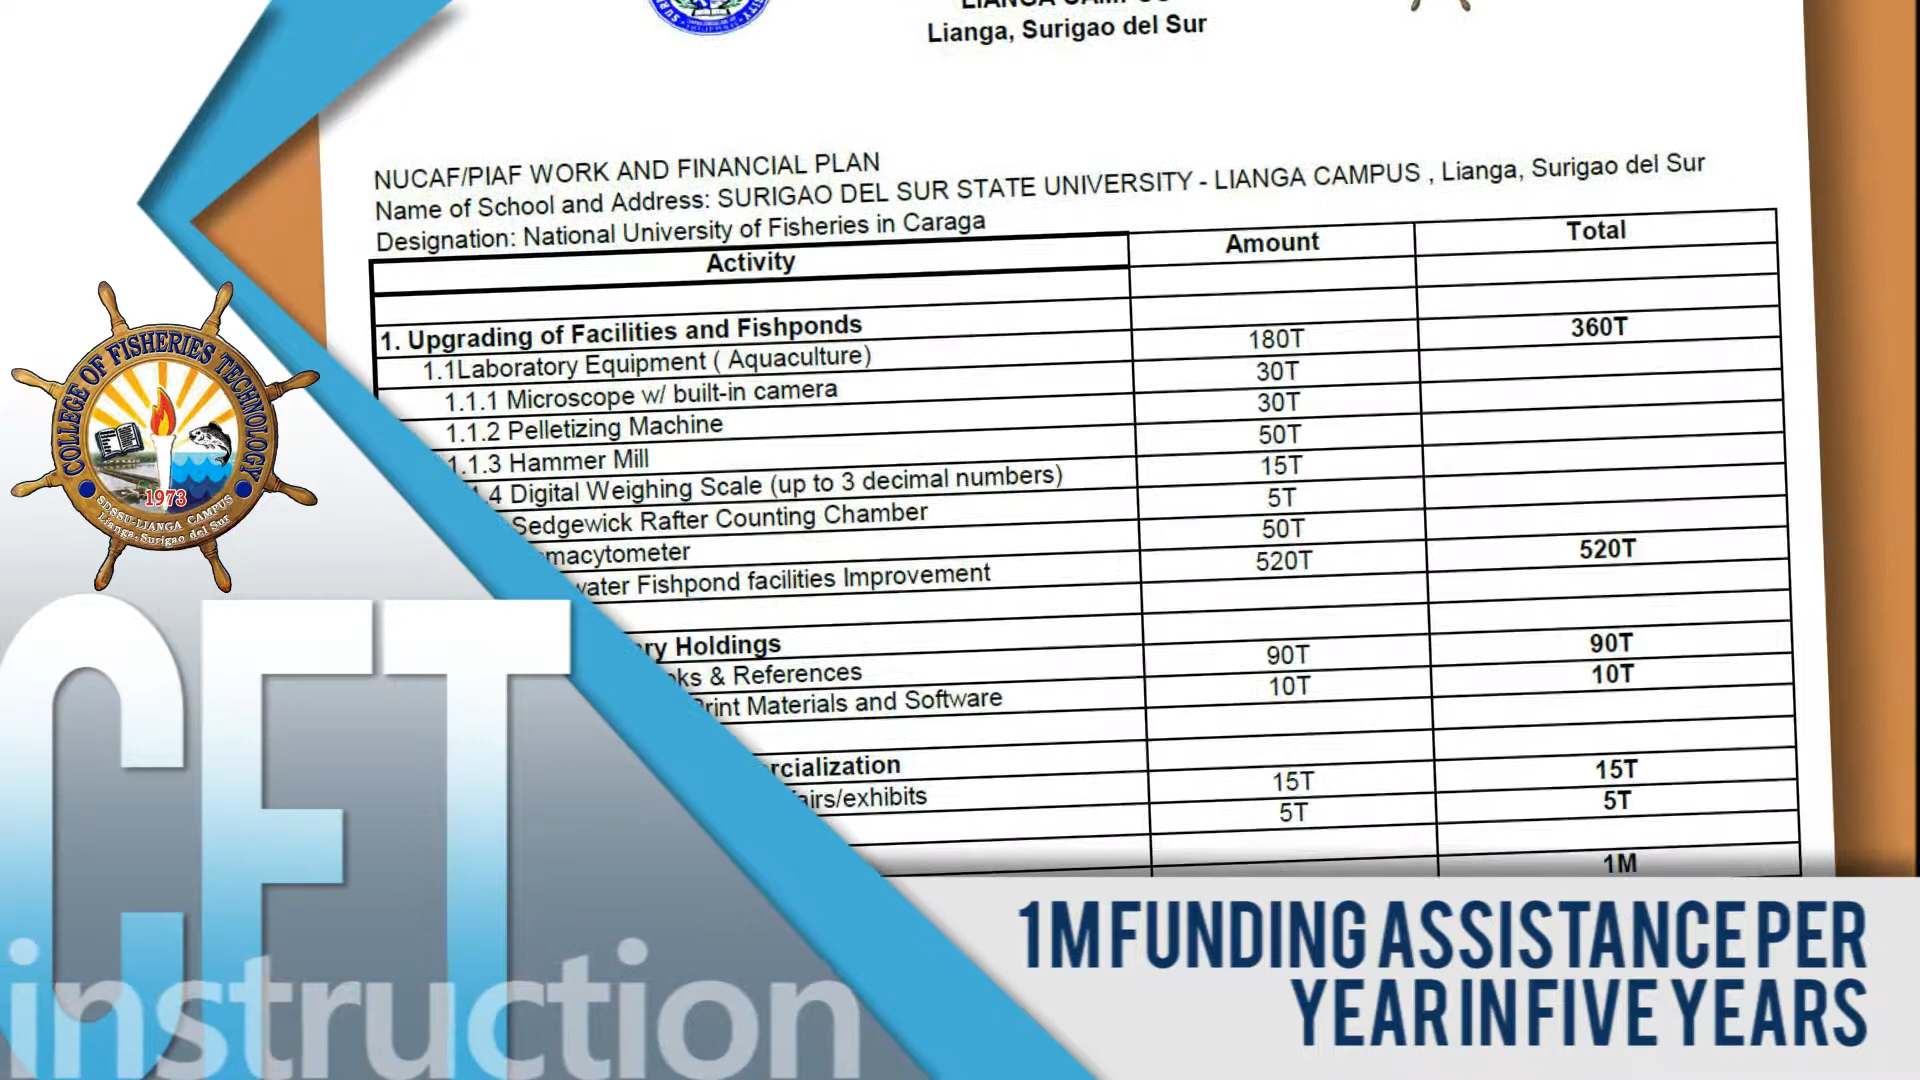 Lianga, Surigao del Sur
NUCAF/PIAF WORK AND FINANCIAL PLAN
Name of School and Address: SURIGAO DEL SUR STATE UNIVERSITY - LIANGA CAMPUS , Lianga, Surigao del Sur
Designation: National University of Fisheries in Caraga
Activity Amount Total
1. Upgrading of Facilities and Fishponds 360T
1.1Laboratory Equipment ( Aquaculture) 180T
1.1.1 Microscope w/ built-in camera 30T
1.1.2 Pelletizing Machine 30T
1.1.3 Hammer Mill 50T
1.4 Digital Weighing Scale (up to 3 decimal numbers) 15T
Sedgewick Rafter Counting Chamber 5T
macytometer 50T
water Fishpond facilities Improvement 520T 520T
ry Holdings
ks & References 90T 90T
Print Materials and Software 10T 10T
rcialization
airs/exhibits 15T 15T
5T 5T
1M
COLLEGE OF FISHERIES TECHNOLOGY
1973
SDSSU-LIANGA CAMPUS
Lianga, Surigao del Sur
CFT
instruction
1M FUNDING ASSISTANCE PER
YEAR IN FIVE YEARS